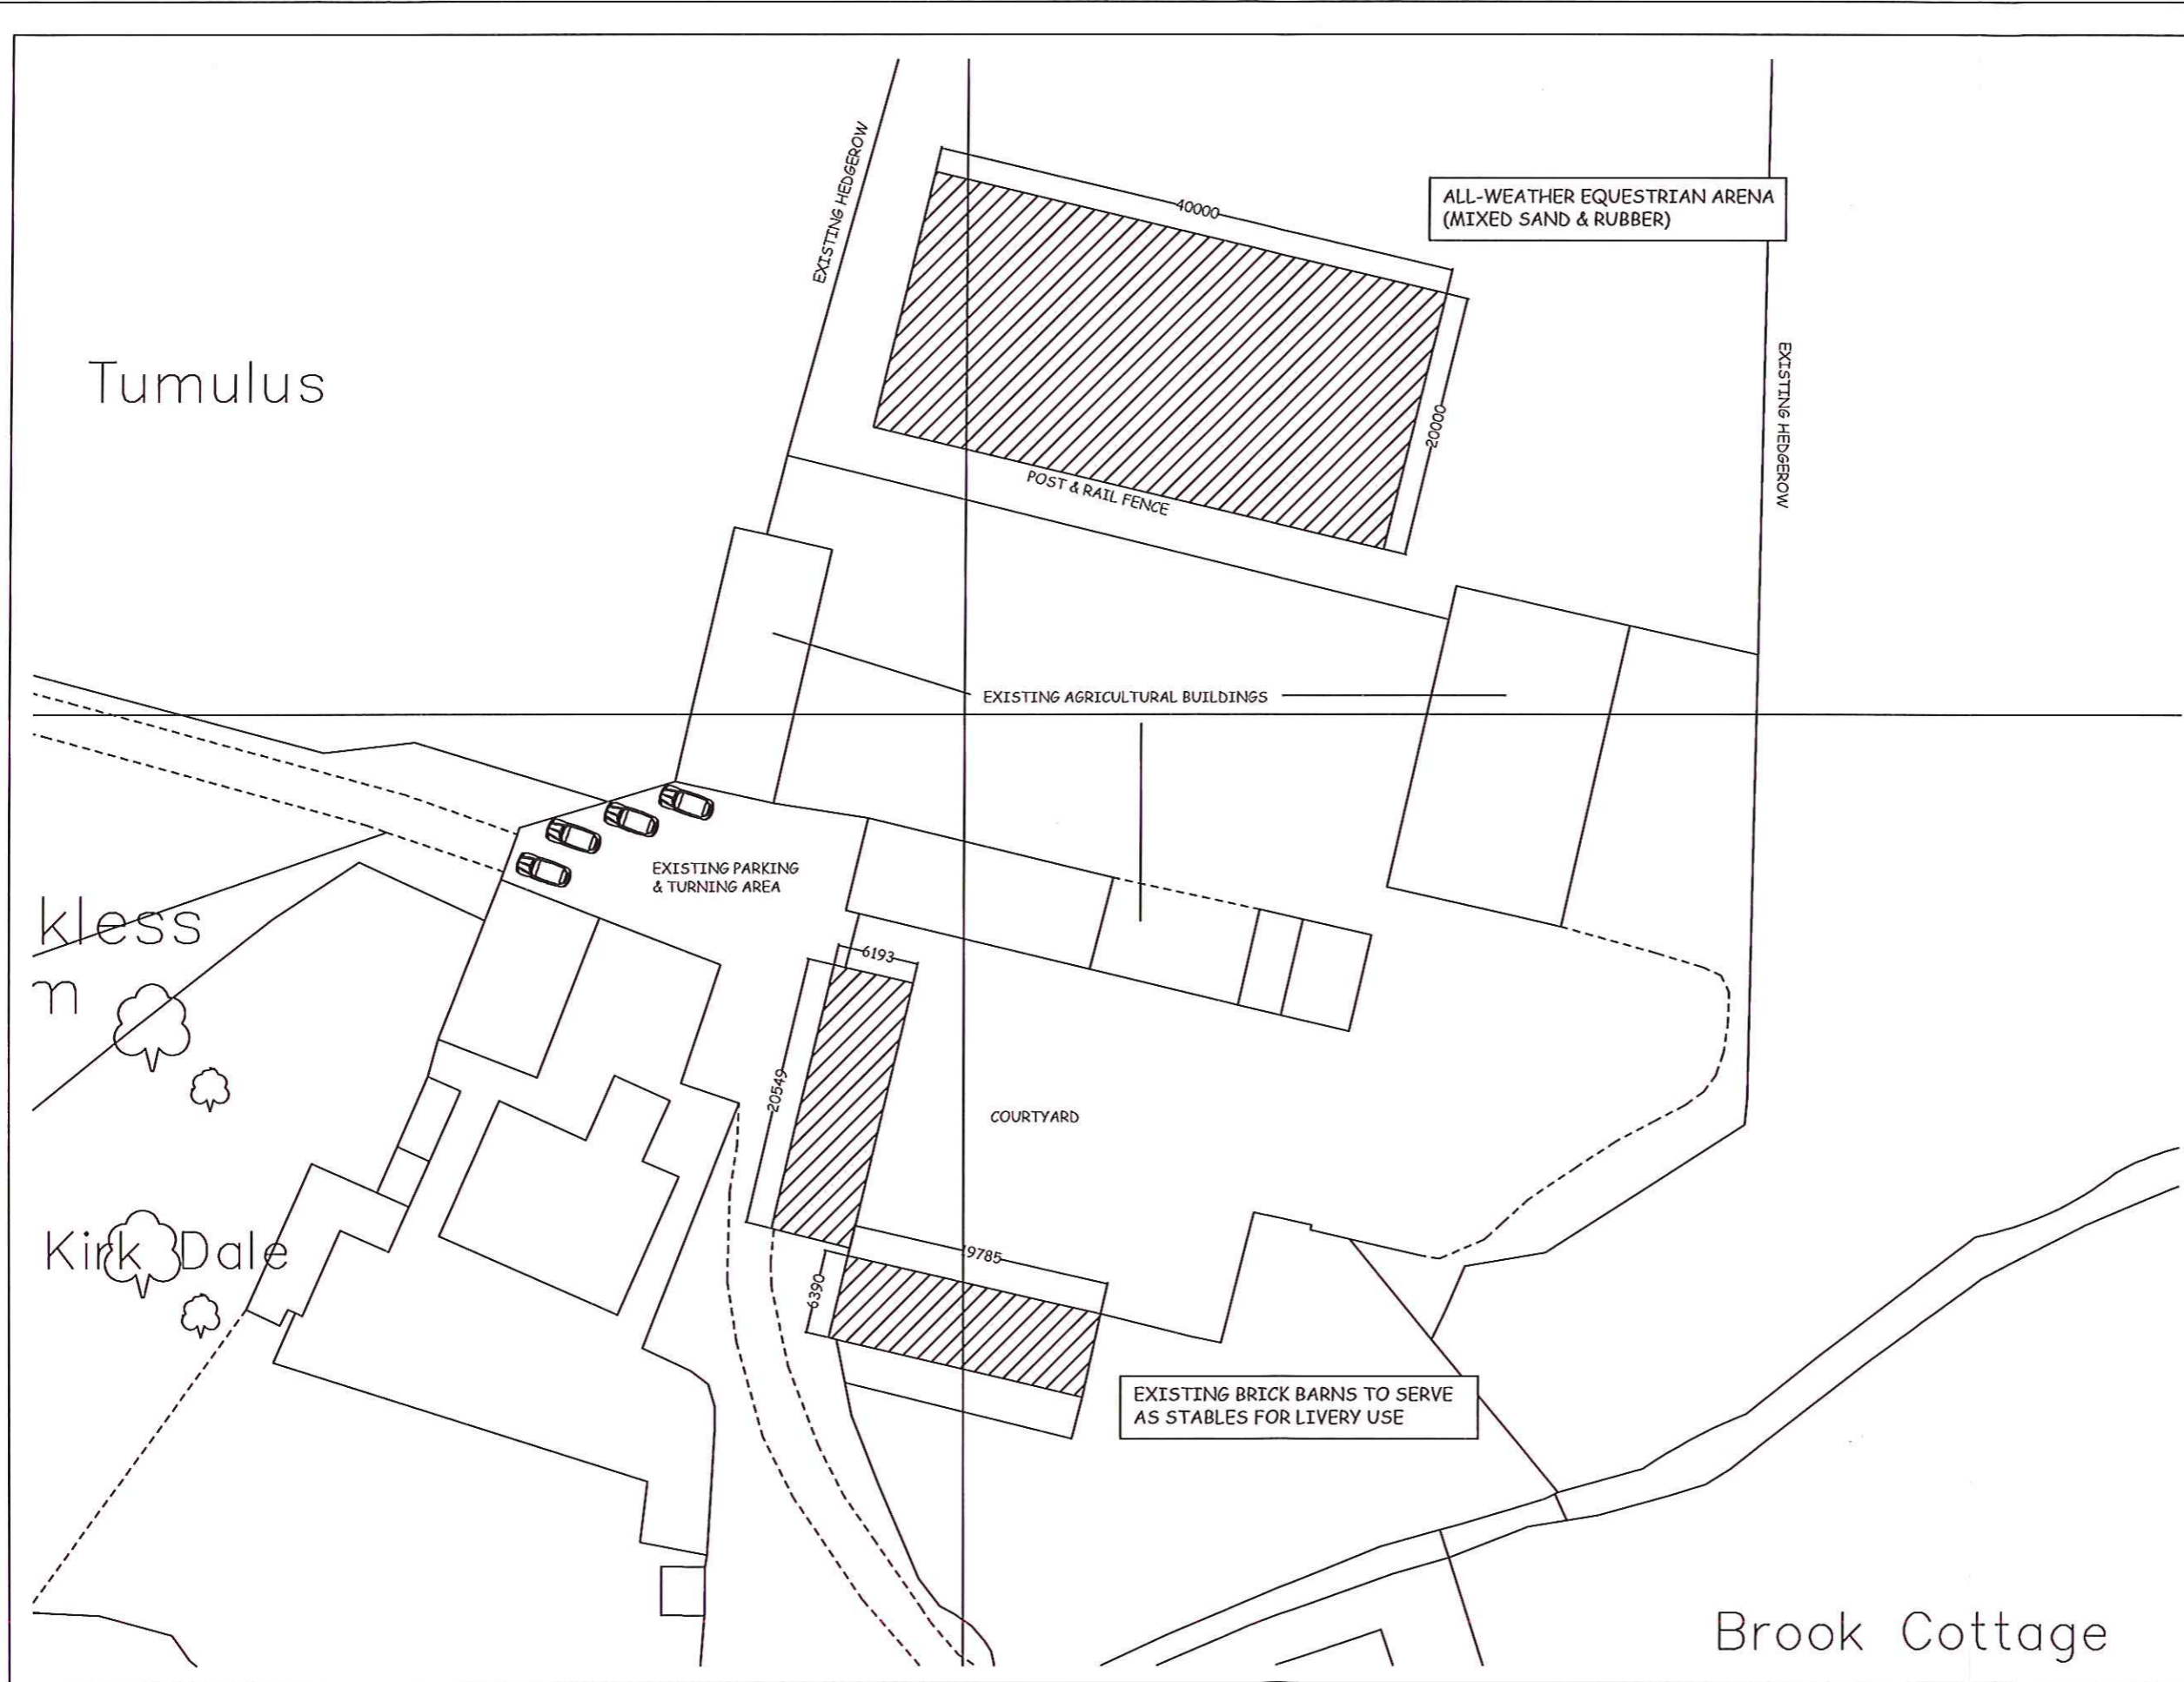 EXISTING HEDGEROW
40000
ALL-WEATHER EQUESTRIAN ARENA
(MIXED SAND & RUBBER)
Tumulus
20000
EXISTING HEDGEROW
POST & RAIL FENCE
EXISTING AGRICULTURAL BUILDINGS
EXISTING PARKING
& TURNING AREA
kless
m
6193
20549
COURTYARD
Kirk Dale
19785
6390
EXISTING BRICK BARNS TO SERVE
AS STABLES FOR LIVERY USE
Brook Cottage